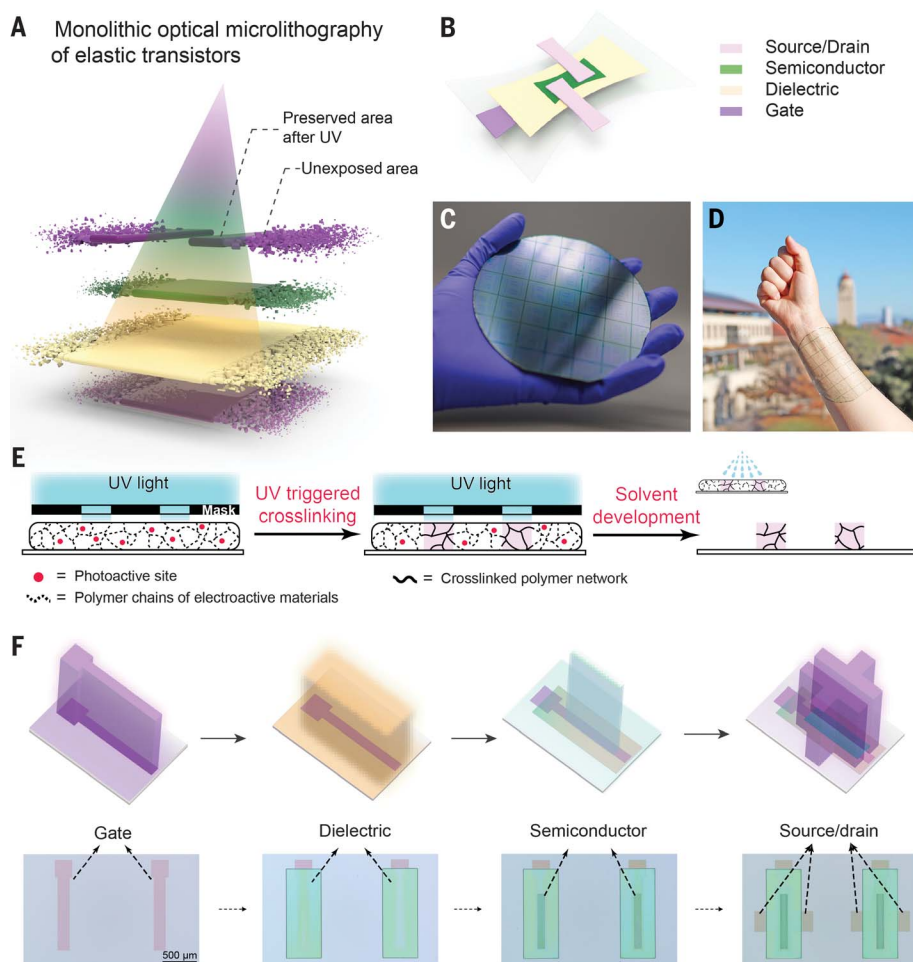 A
Monolithic optical microlithography
of elastic transistors
Preserved area
after UV
Unexposed area
B
Source/Drain
Semiconductor
Dielectric
Gate
C
D
E
UV light
Mask
UV triggered
crosslinking
UV light
Solvent
development
= Photoactive site
= Polymer chains of electroactive materials
= Crosslinked polymer network
F
Gate
Dielectric
Semiconductor
Source/drain
500 µm